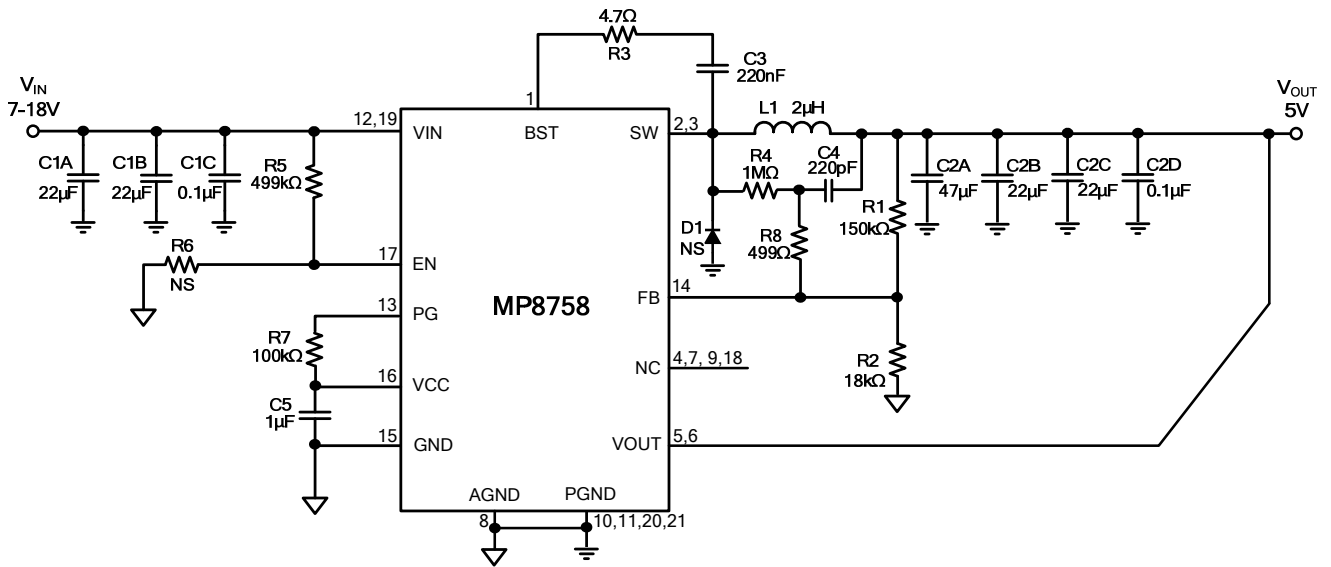 4.7Ω
R3
C3
220nF
V_IN
7-18V
1
L1 2µH
V_OUT
5V
12,19
VIN
BST
SW
2,3
C1A
22µF
C1B
22µF
C1C
0.1µF
R5
499kΩ
R4
1MΩ
C4
220pF
C2A
47µF
C2B
22µF
C2C
22µF
C2D
0.1µF
R1
150kΩ
D1
NS
R8
499Ω
R6
NS
17
EN
13
PG
MP8758
FB
14
R7
100kΩ
16
VCC
NC
4,7, 9,18
R2
18kΩ
C5
1µF
15
GND
VOUT
5,6
AGND
PGND
8
10,11,20,21